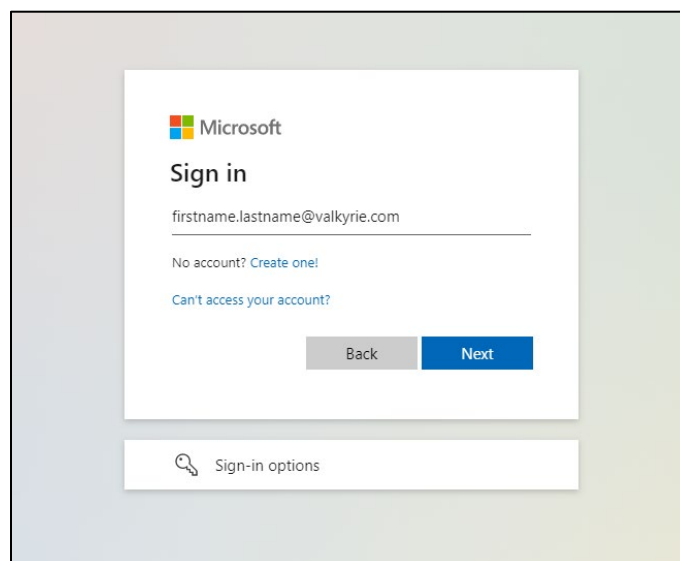 Microsoft
Sign in
firstname.lastname@valkyrie.com
No account? Create one!
Can't access your account?
Back Next
Sign-in options